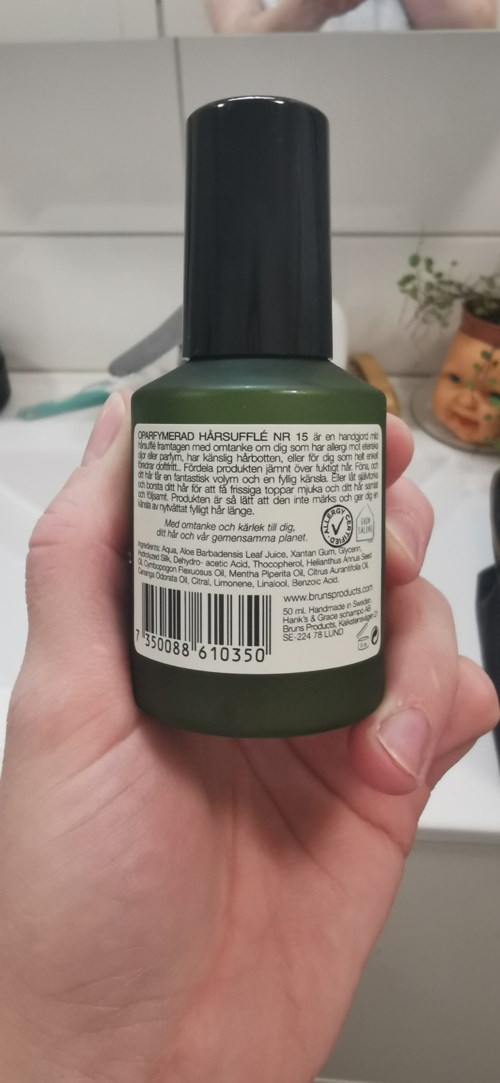 OPARFYMERAD HÅRSUFFLÉ NR 15 är en handgjord mild
hårsufflé framtagen med omtanke om dig som har allergi mot eteriska
oljor eller parfym, har känslig hårbotten, eller för dig som helt enkelt
föredrar doftfritt.. Fördela produkten jämnt över fuktigt hår. Föna, och
ditt hår får en fantastisk volym och en fyllig känsla. Eller låt självtorka
och borsta ditt hår för att få frissiga toppar mjuka och ditt hår samlat
och följsamt. Produkten är så lätt att den inte märks och ger dig en
känsla av nytvättat fylligt hår länge.
Med omtanke och kärlek till dig,
ditt hår och vår gemensamma planet.
ALLERGY CERTIFIED
Ingredients: Aqua, Aloe Barbadensis Leaf Juice, Xantan Gum, Glycerin,
Hydrolyzed Silk, Dehydro- acetic Acid, Thocopherol, Helianthus Annus Seed
Oil, Cymbopogon Flexuosus Oil, Mentha Piperita Oil, Citrus Aurantifolia Oil,
Cananga Odorata Oil, Citral, Limonene, Linalool, Benzoic Acid.
www.brunsproducts.com
50 ml. Handmade in Sweden.
Hank's & Grace schampo AB
Bruns Products, Kalkstensvägen
SE-224 78 LUND
7 350088 610350